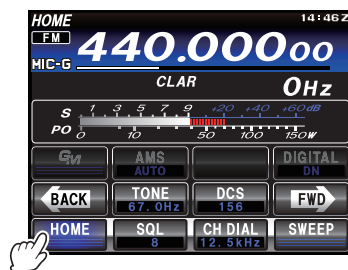 HOME 14:46Z
FM 440.00000
MIC-G
CLAR 0Hz
S 1 3 5 7 9 +20 +40 +60dB
PO 0 10 50 100 150W
GM AMS AUTO DIGITAL DN
BACK TONE 67.0Hz DCS 156 FWD
HOME SQL 8 CH DIAL 12.5kHz SWEEP